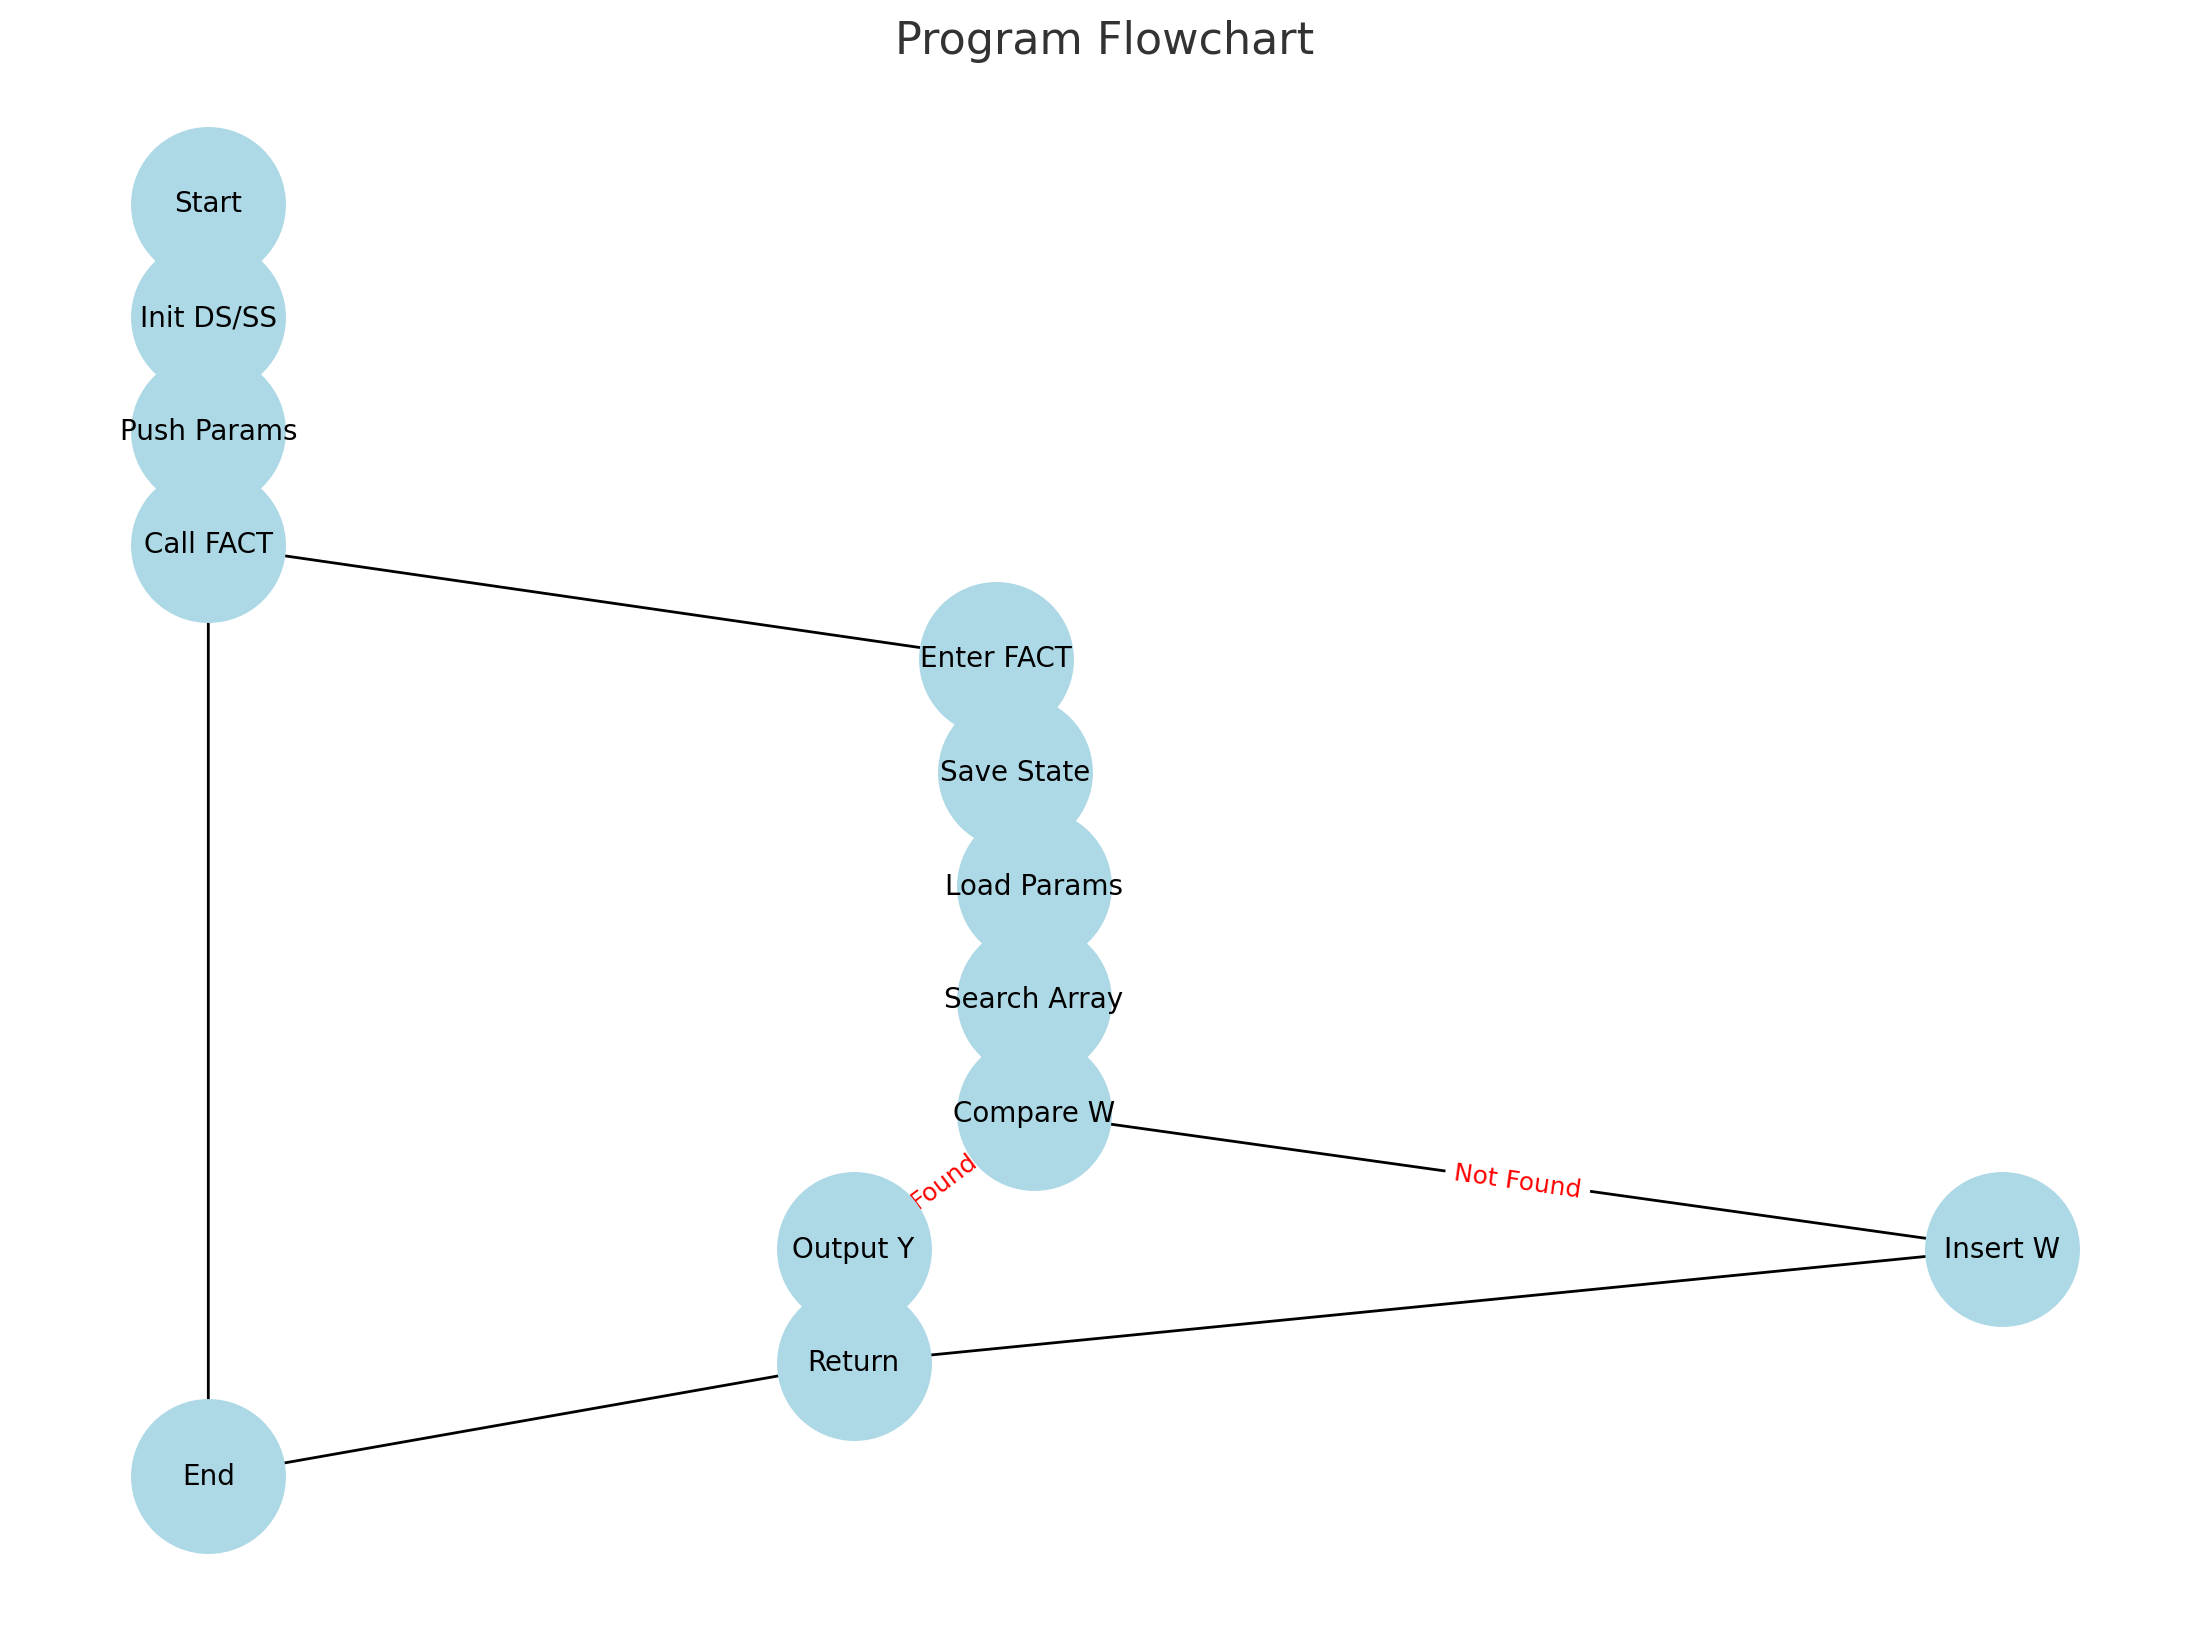 Program Flowchart
Start
Init DS/SS
Push Params
Call FACT
Enter FACT
Save State
Load Params
Search Array
Compare W
Found
Not Found
Output Y
Insert W
Return
End